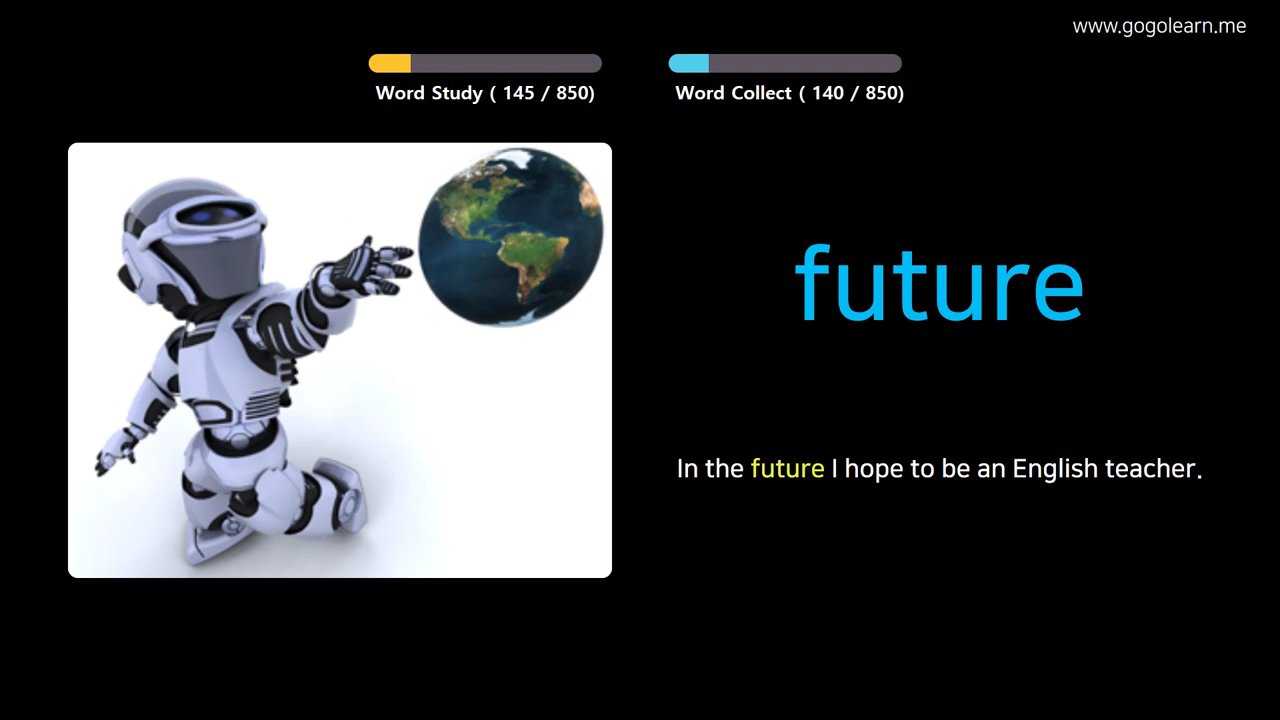 www.gogolearn.me
Word Study ( 145 / 850)
Word Collect ( 140 / 850)
future
In the future I hope to be an English teacher.